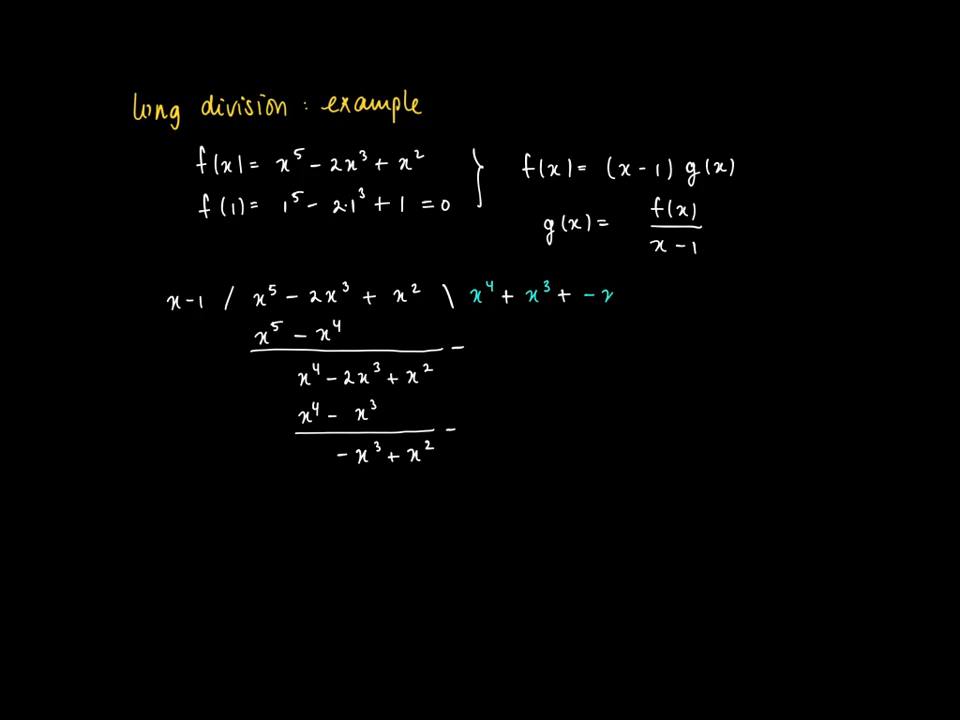 long division : example
f(x) = x⁵ - 2x³ + x²
f(1) = 1⁵ - 2·1³ + 1 = 0
f(x) = (x - 1) g(x)
g(x) = f(x) / x - 1
x-1 / x⁵ - 2x³ + x² \ x⁴ + x³ + -
x⁵ - x⁴
-
x⁴ - 2x³ + x²
x⁴ - x³
-
- x³ + x²